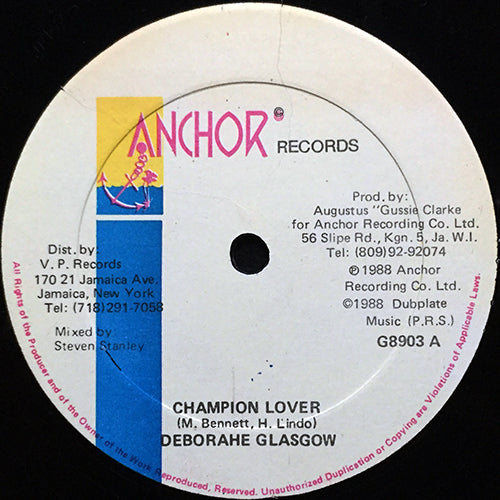 ANCHOR ©
RECORDS
Prod. by:
Augustus "Gussie Clarke
for Anchor Recording Co. Ltd.
56 Slipe Rd., Kgn. 5, Ja. W.I.
Tel: (809)92-92074
℗1988 Anchor
Recording Co. Ltd.
©1988 Dubplate
Music (P.R.S.)
G8903 A
Dist. by:
V. P. Records
170 21 Jamaica Ave.
Jamaica, New York
Tel: (718)291-7058
Mixed by
Steven Stanley
CHAMPION LOVER
(M. Bennett, H. Lindo)
DEBORAHE GLASGOW
All Rights of the Producer and of the Owner of the Work Reproduced, Reserved. Unauthorized Duplication or Copying are Violations of Applicable Laws.